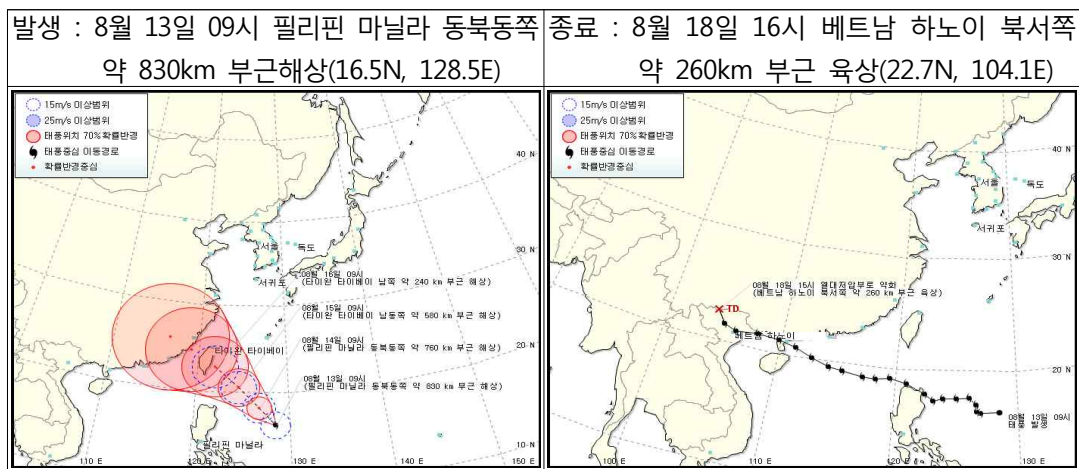 발생 : 8월 13일 09시 필리핀 마닐라 동북동쪽
약 830km 부근해상(16.5N, 128.5E)
종료 : 8월 18일 16시 베트남 하노이 북서쪽
약 260km 부근 육상(22.7N, 104.1E)
15m/s 이상범위
25m/s 이상범위
태풍위치 70%확률반경
태풍중심 이동경로
확률반경중심
40 N
서울
독도
30 N
서귀포
08월 16일 09시
(타이완 타이베이 남쪽 약 240 km 부근 해상)
08월 15일 09시
(타이완 타이베이 남동쪽 약 580 km 부근 해상)
08월 14일 09시
(필리핀 마닐라 동북동쪽 약 760 km 부근 해상)
타이완 타이베이
20 N
08월 13일 09시
(필리핀 마닐라 동북동쪽 약 830 km 부근 해상)
필리핀 마닐라
10 N
110 E
120 E
130 E
140 E
150 E
15m/s 이상범위
25m/s 이상범위
태풍위치 70%확률반경
태풍중심 이동경로
확률반경중심
40 N
서울
독도
서귀포
30 N
08월 18일 15시 열대저압부로 약화
(베트남 하노이 북서쪽 약 260 km 부근 육상)
TD
베트남 하노이
20 N
08월 13일 09시
태풍 발생
10 N
100 E
110 E
120 E
130 E